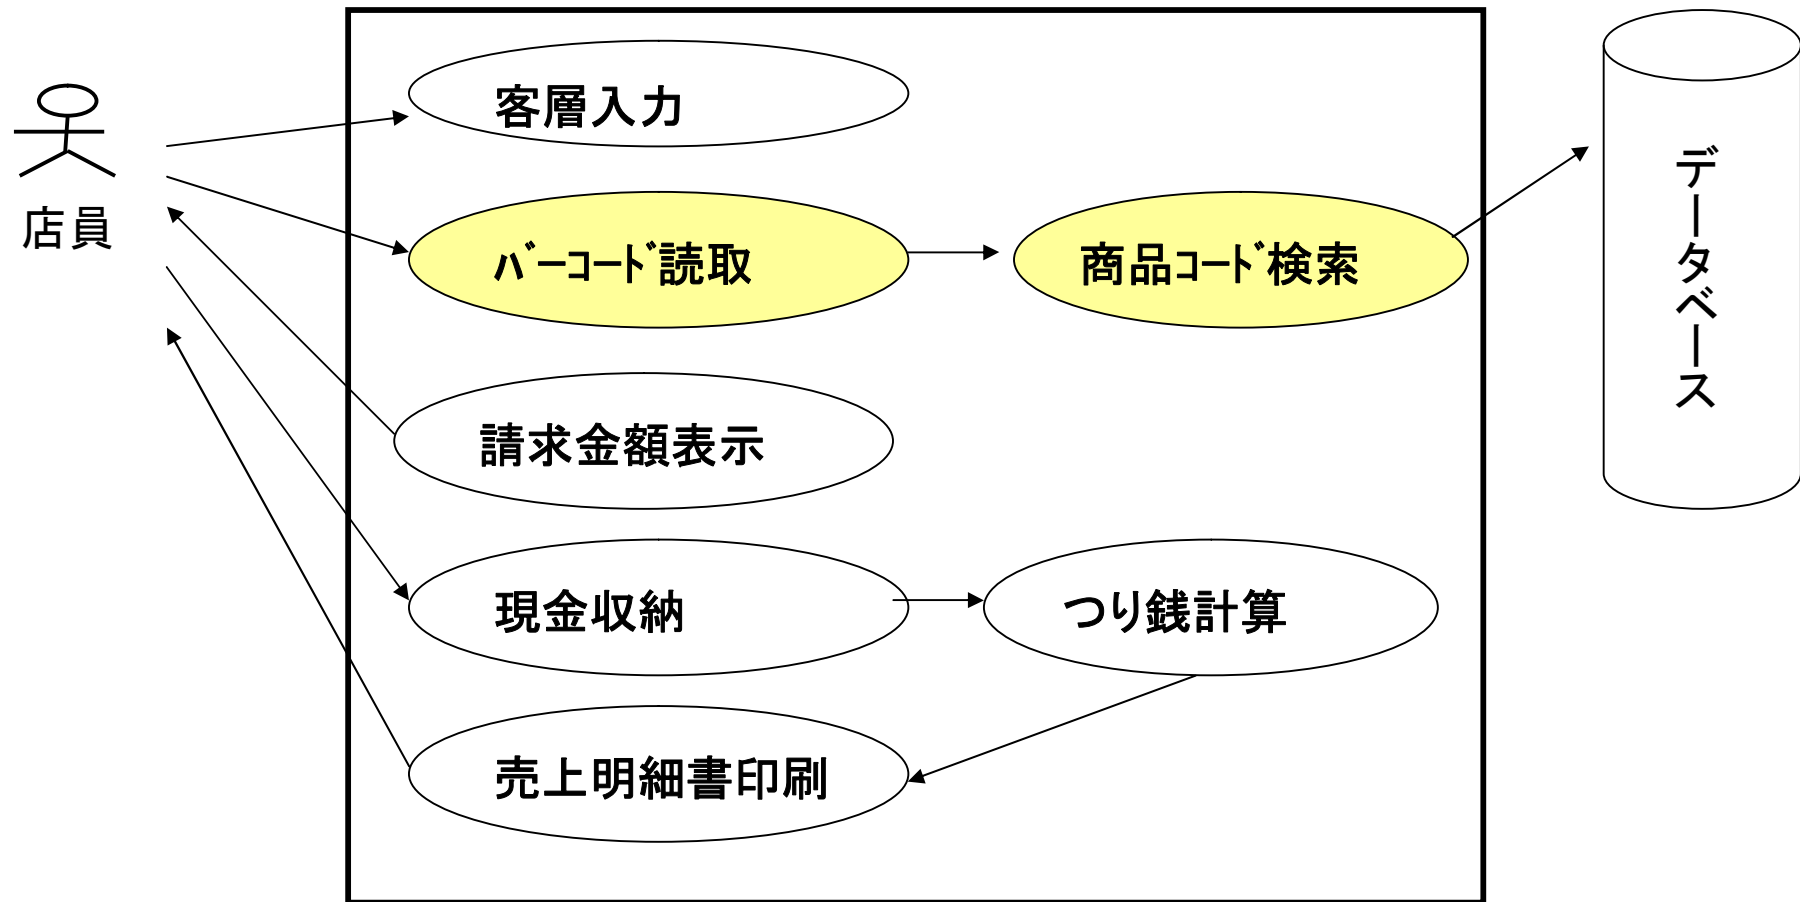 客層入力
店員
ﾊﾞｰｺｰﾄﾞ読取
商品ｺｰﾄﾞ検索
データベース
請求金額表示
現金収納
つり銭計算
売上明細書印刷